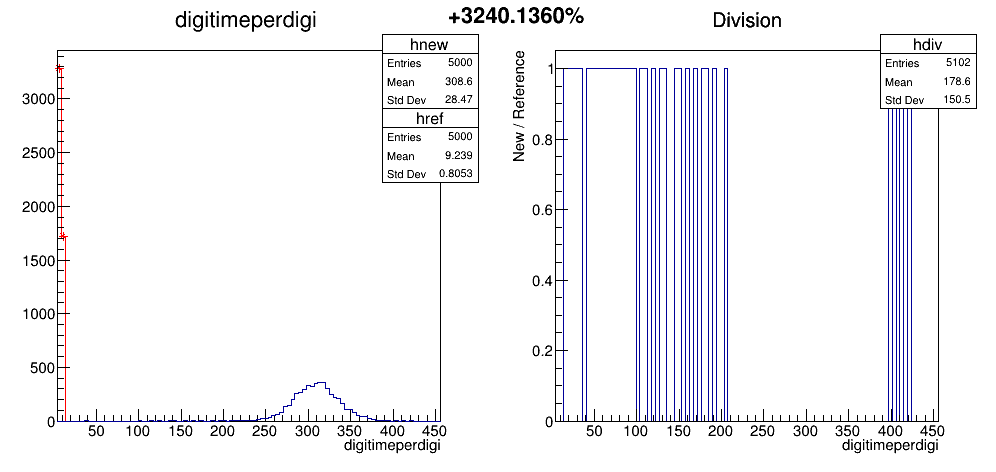 +3240.1360%
digitimeperdigi
hnew
Entries 5000
Mean 308.6
Std Dev 28.47
href
Entries 5000
Mean 9.239
Std Dev 0.8053
3000
2500
2000
1500
1000
500
0
50 100 150 200 250 300 350 400 450
digitimeperdigi
Division
hdiv
Entries 5102
Mean 178.6
Std Dev 150.5
New / Reference
1
0.8
0.6
0.4
0.2
0
50 100 150 200 250 300 350 400 450
digitimeperdigi